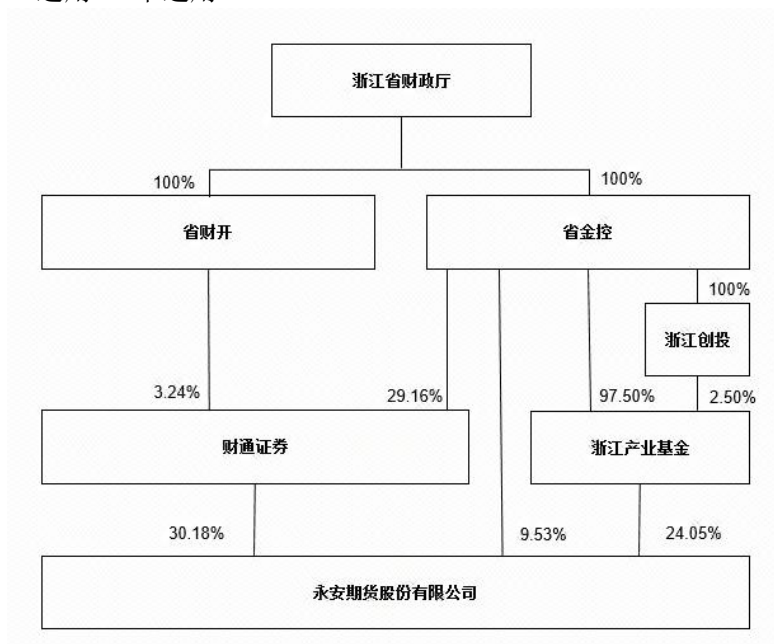 浙江省财政厅
100%
100%
省财开
省金控
100%
浙江创投
3.24%
29.16%
97.50%
2.50%
财通证券
浙江产业基金
30.18%
9.53%
24.05%
永安期货股份有限公司